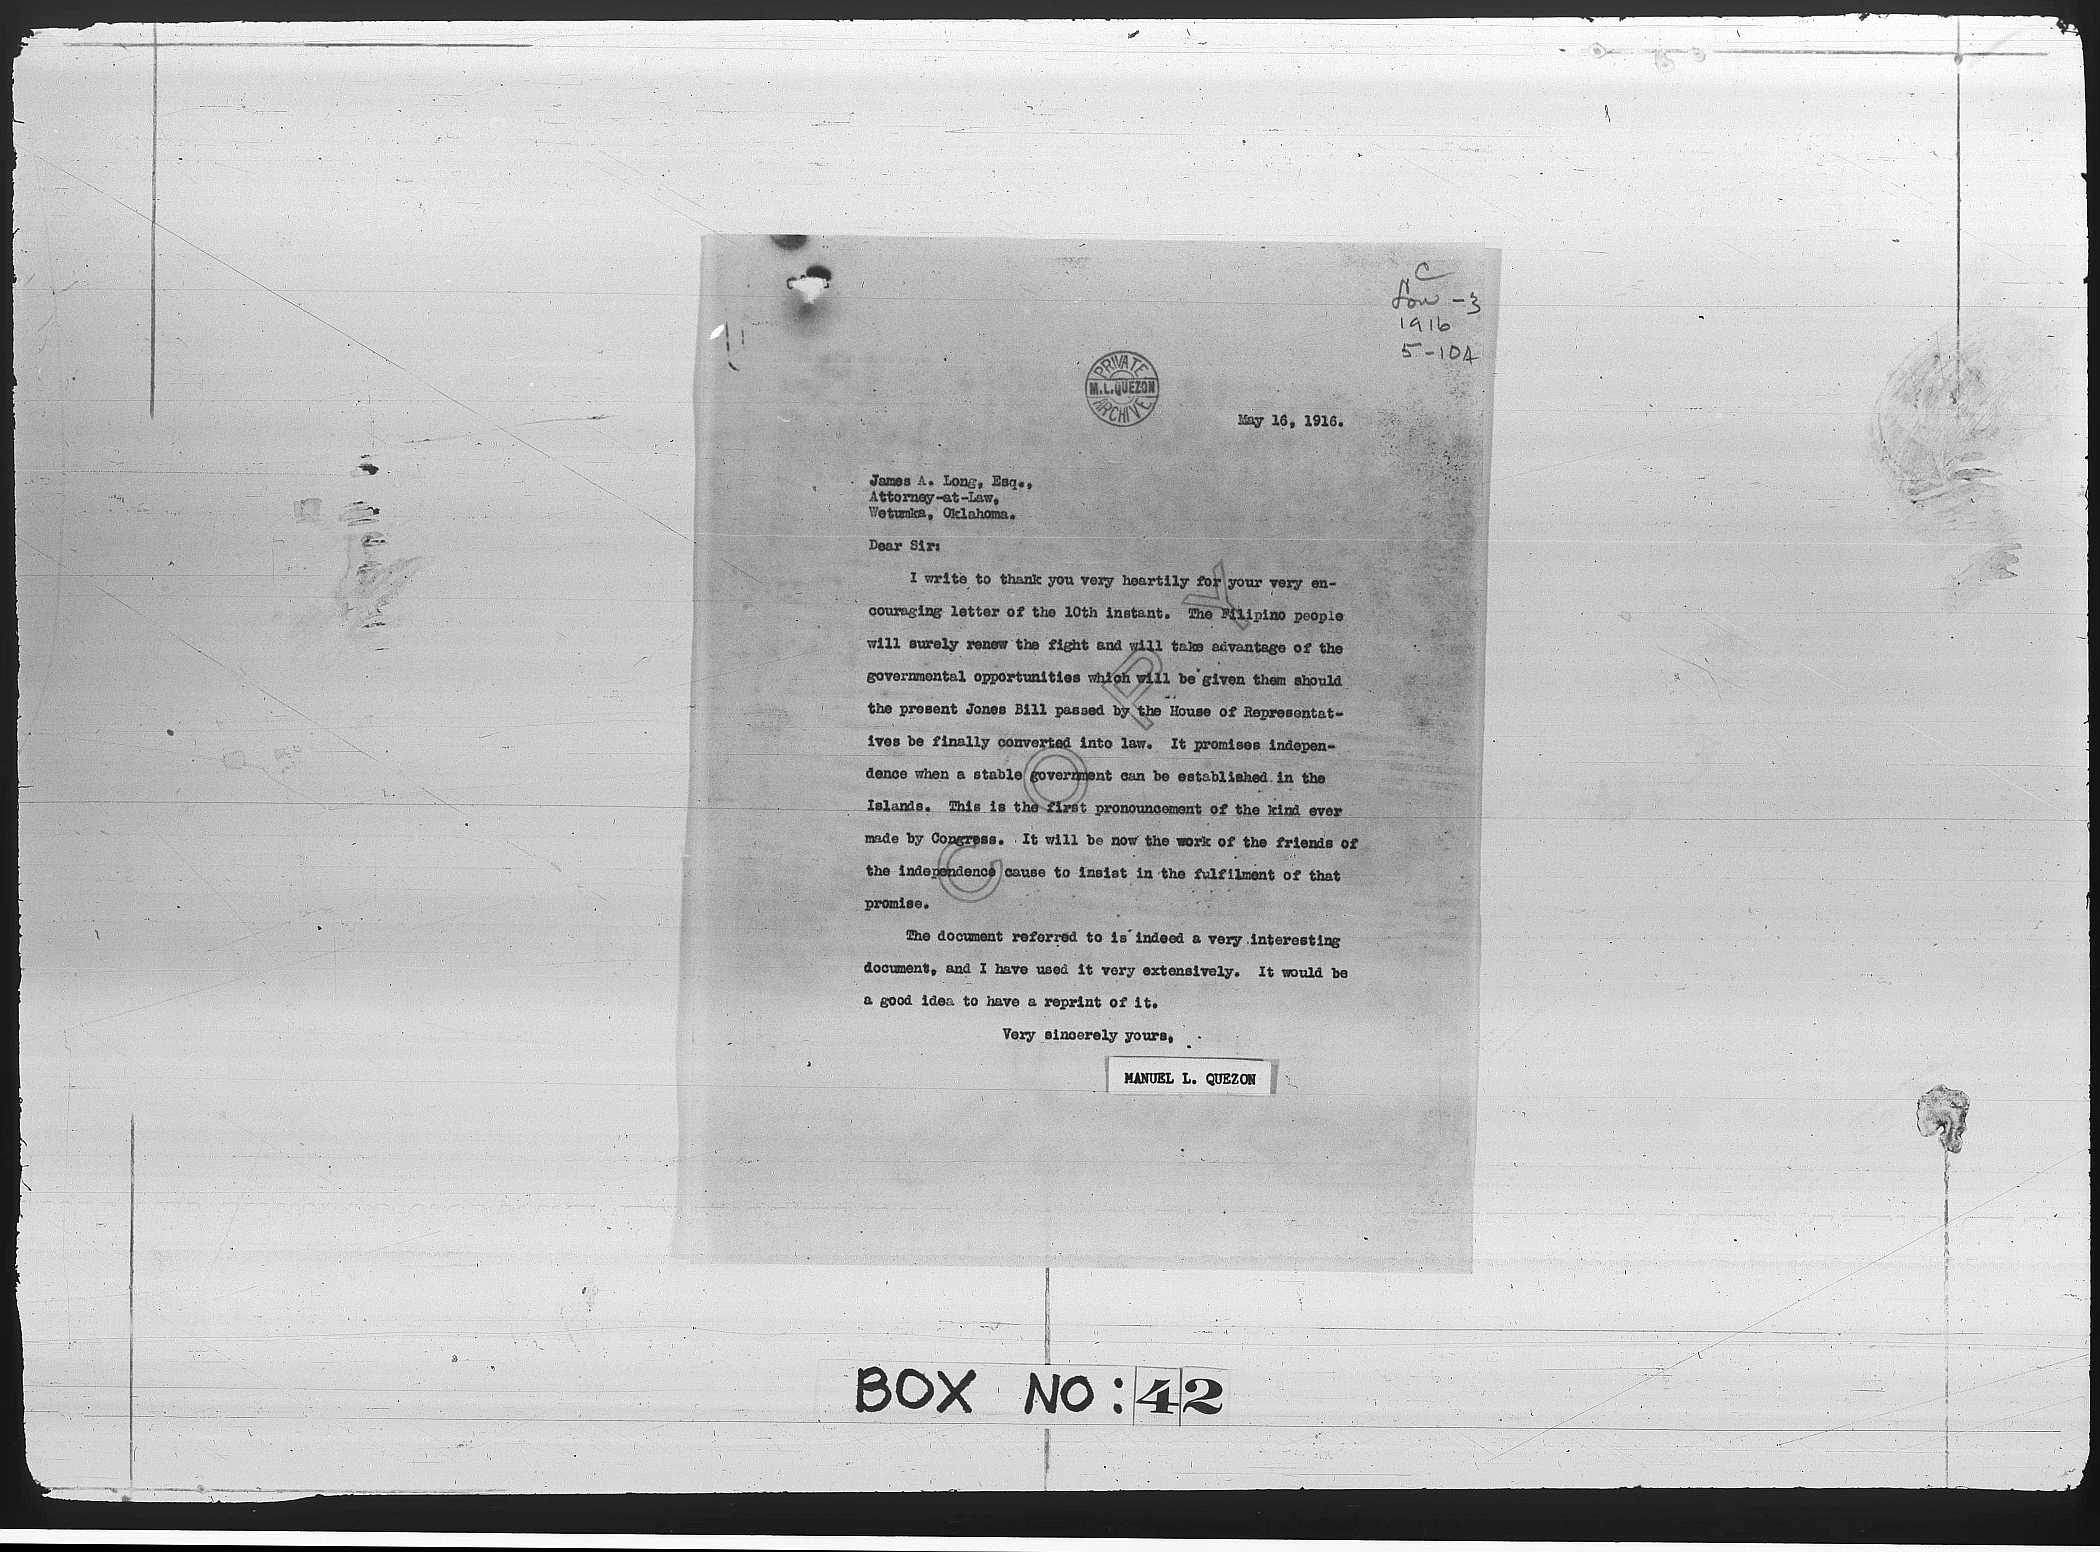 C
1916
5-10A
PRIVATE
M.L.QUEZON
ARCHIVE
May 16, 1916.
James A. Long, Esq.,
Attorney-at-Law,
Wetumka, Oklahoma.
Dear Sir:
I write to thank you very heartily for your very en-
couraging letter of the 10th instant. The Filipino people
will surely renew the fight and will take advantage of the
governmental opportunities which will be given them should
the present Jones Bill passed by the House of Representat-
ives be finally converted into law. It promises indepen-
dence when a stable government can be established in the
Islands. This is the first pronouncement of the kind ever
made by Congress. It will be now the work of the friends of
the independence cause to insist in the fulfilment of that
promise.
The document referred to is indeed a very interesting
document, and I have used it very extensively. It would be
a good idea to have a reprint of it.
Very sincerely yours,
MANUEL L. QUEZON
COPY
BOX NO: 42